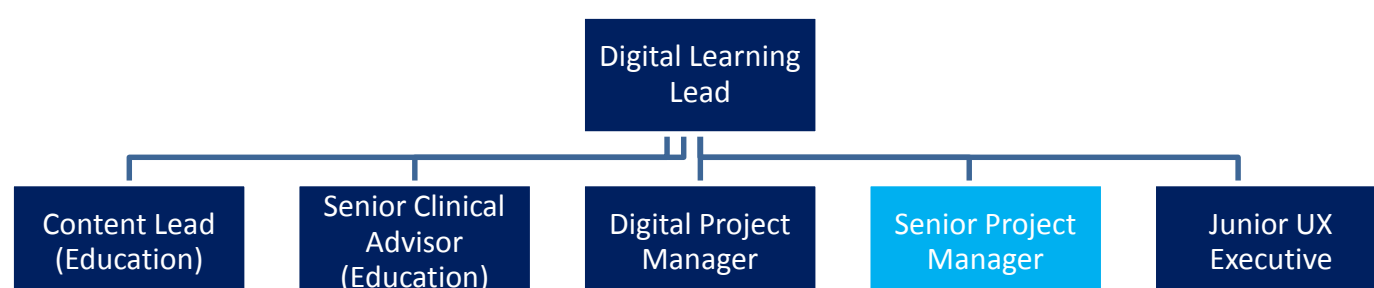 Digital Learning
Lead
Content Lead
(Education)
Senior Clinical
Advisor
(Education)
Digital Project
Manager
Senior Project
Manager
Junior UX
Executive